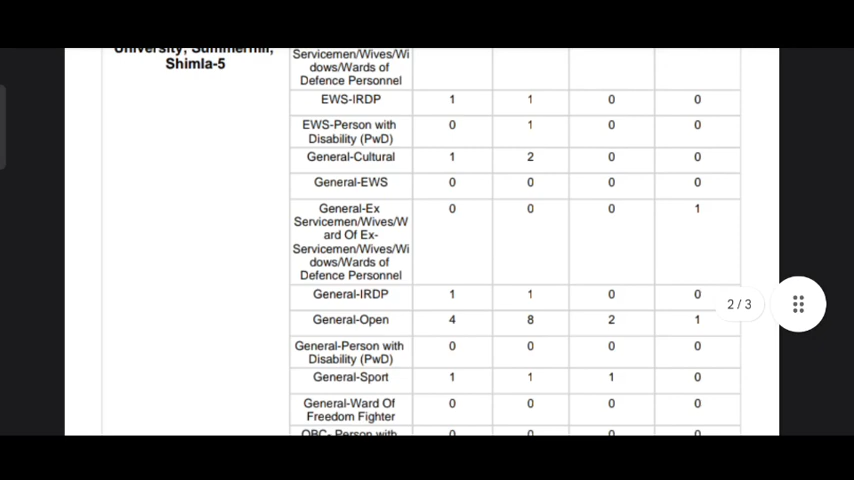 University, Summerhill,
Shimla-5
Servicemen/Wives/Wi
dows/Wards of
Defence Personnel
EWS-IRDP 1 1 0 0
EWS-Person with
Disability (PwD) 0 1 0 0
General-Cultural 1 2 0 0
General-EWS 0 0 0 0
General-Ex 0 0 0 1
Servicemen/Wives/W
ard Of Ex-
Servicemen/Wives/Wi
dows/Wards of
Defence Personnel
General-IRDP 1 1 0 0
General-Open 4 8 2 1
General-Person with 0 0 0 0
Disability (PwD)
General-Sport 1 1 1 0
General-Ward Of 0 0 0 0
Freedom Fighter
OBC- Person with 0 0 0 0
2 / 3